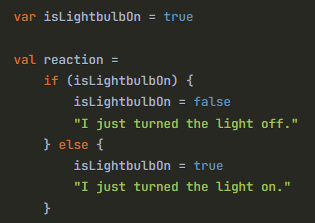 var isLightbulbOn = true

val reaction =
    if (isLightbulbOn) {
        isLightbulbOn = false
        "I just turned the light off."
    } else {
        isLightbulbOn = true
        "I just turned the light on."
    }